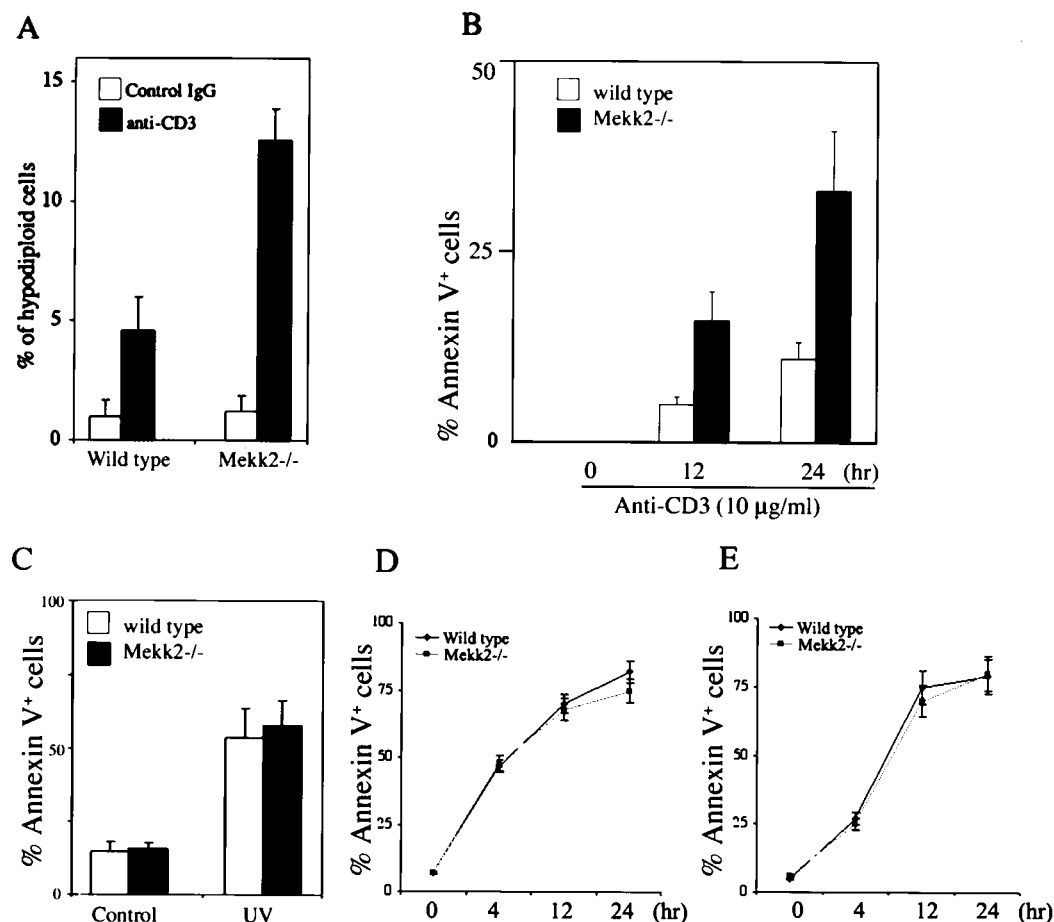 A
% of hypodiploid cells
15
10
5
0
Control IgG
anti-CD3
Wild type Mekk2-/-
B
% Annexin V⁺ cells
50
25
0
wild type
Mekk2-/-
0 12 24 (hr)
Anti-CD3 (10 μg/ml)
C
% Annexin V⁺ cells
100
75
50
25
0
wild type
Mekk2-/-
Control UV
D
% Annexin V⁺ cells
100
75
50
25
0
Wild type
Mekk2-/-
0 4 12 24 (hr)
E
% Annexin V⁺ cells
100
75
50
25
0
Wild type
Mekk2-/-
0 4 12 24 (hr)